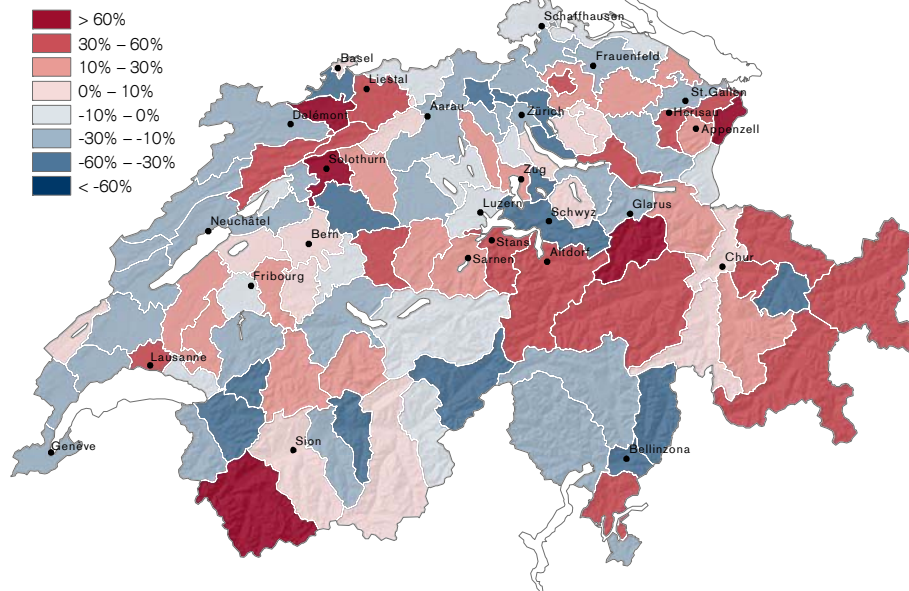 > 60%
30% – 60%
10% – 30%
0% – 10%
-10% – 0%
-30% – -10%
-60% – -30%
< -60%
Schaffhausen
Basel
Frauenfeld
Liestal
St.Gallen
Delémont
Aarau
Zürich
Herisau
Appenzell
Solothurn
Zug
Luzern
Schwyz
Glarus
Neuchâtel
Bern
Stans
Sarnen
Altdorf
Chur
Fribourg
Lausanne
Genève
Sion
Bellinzona